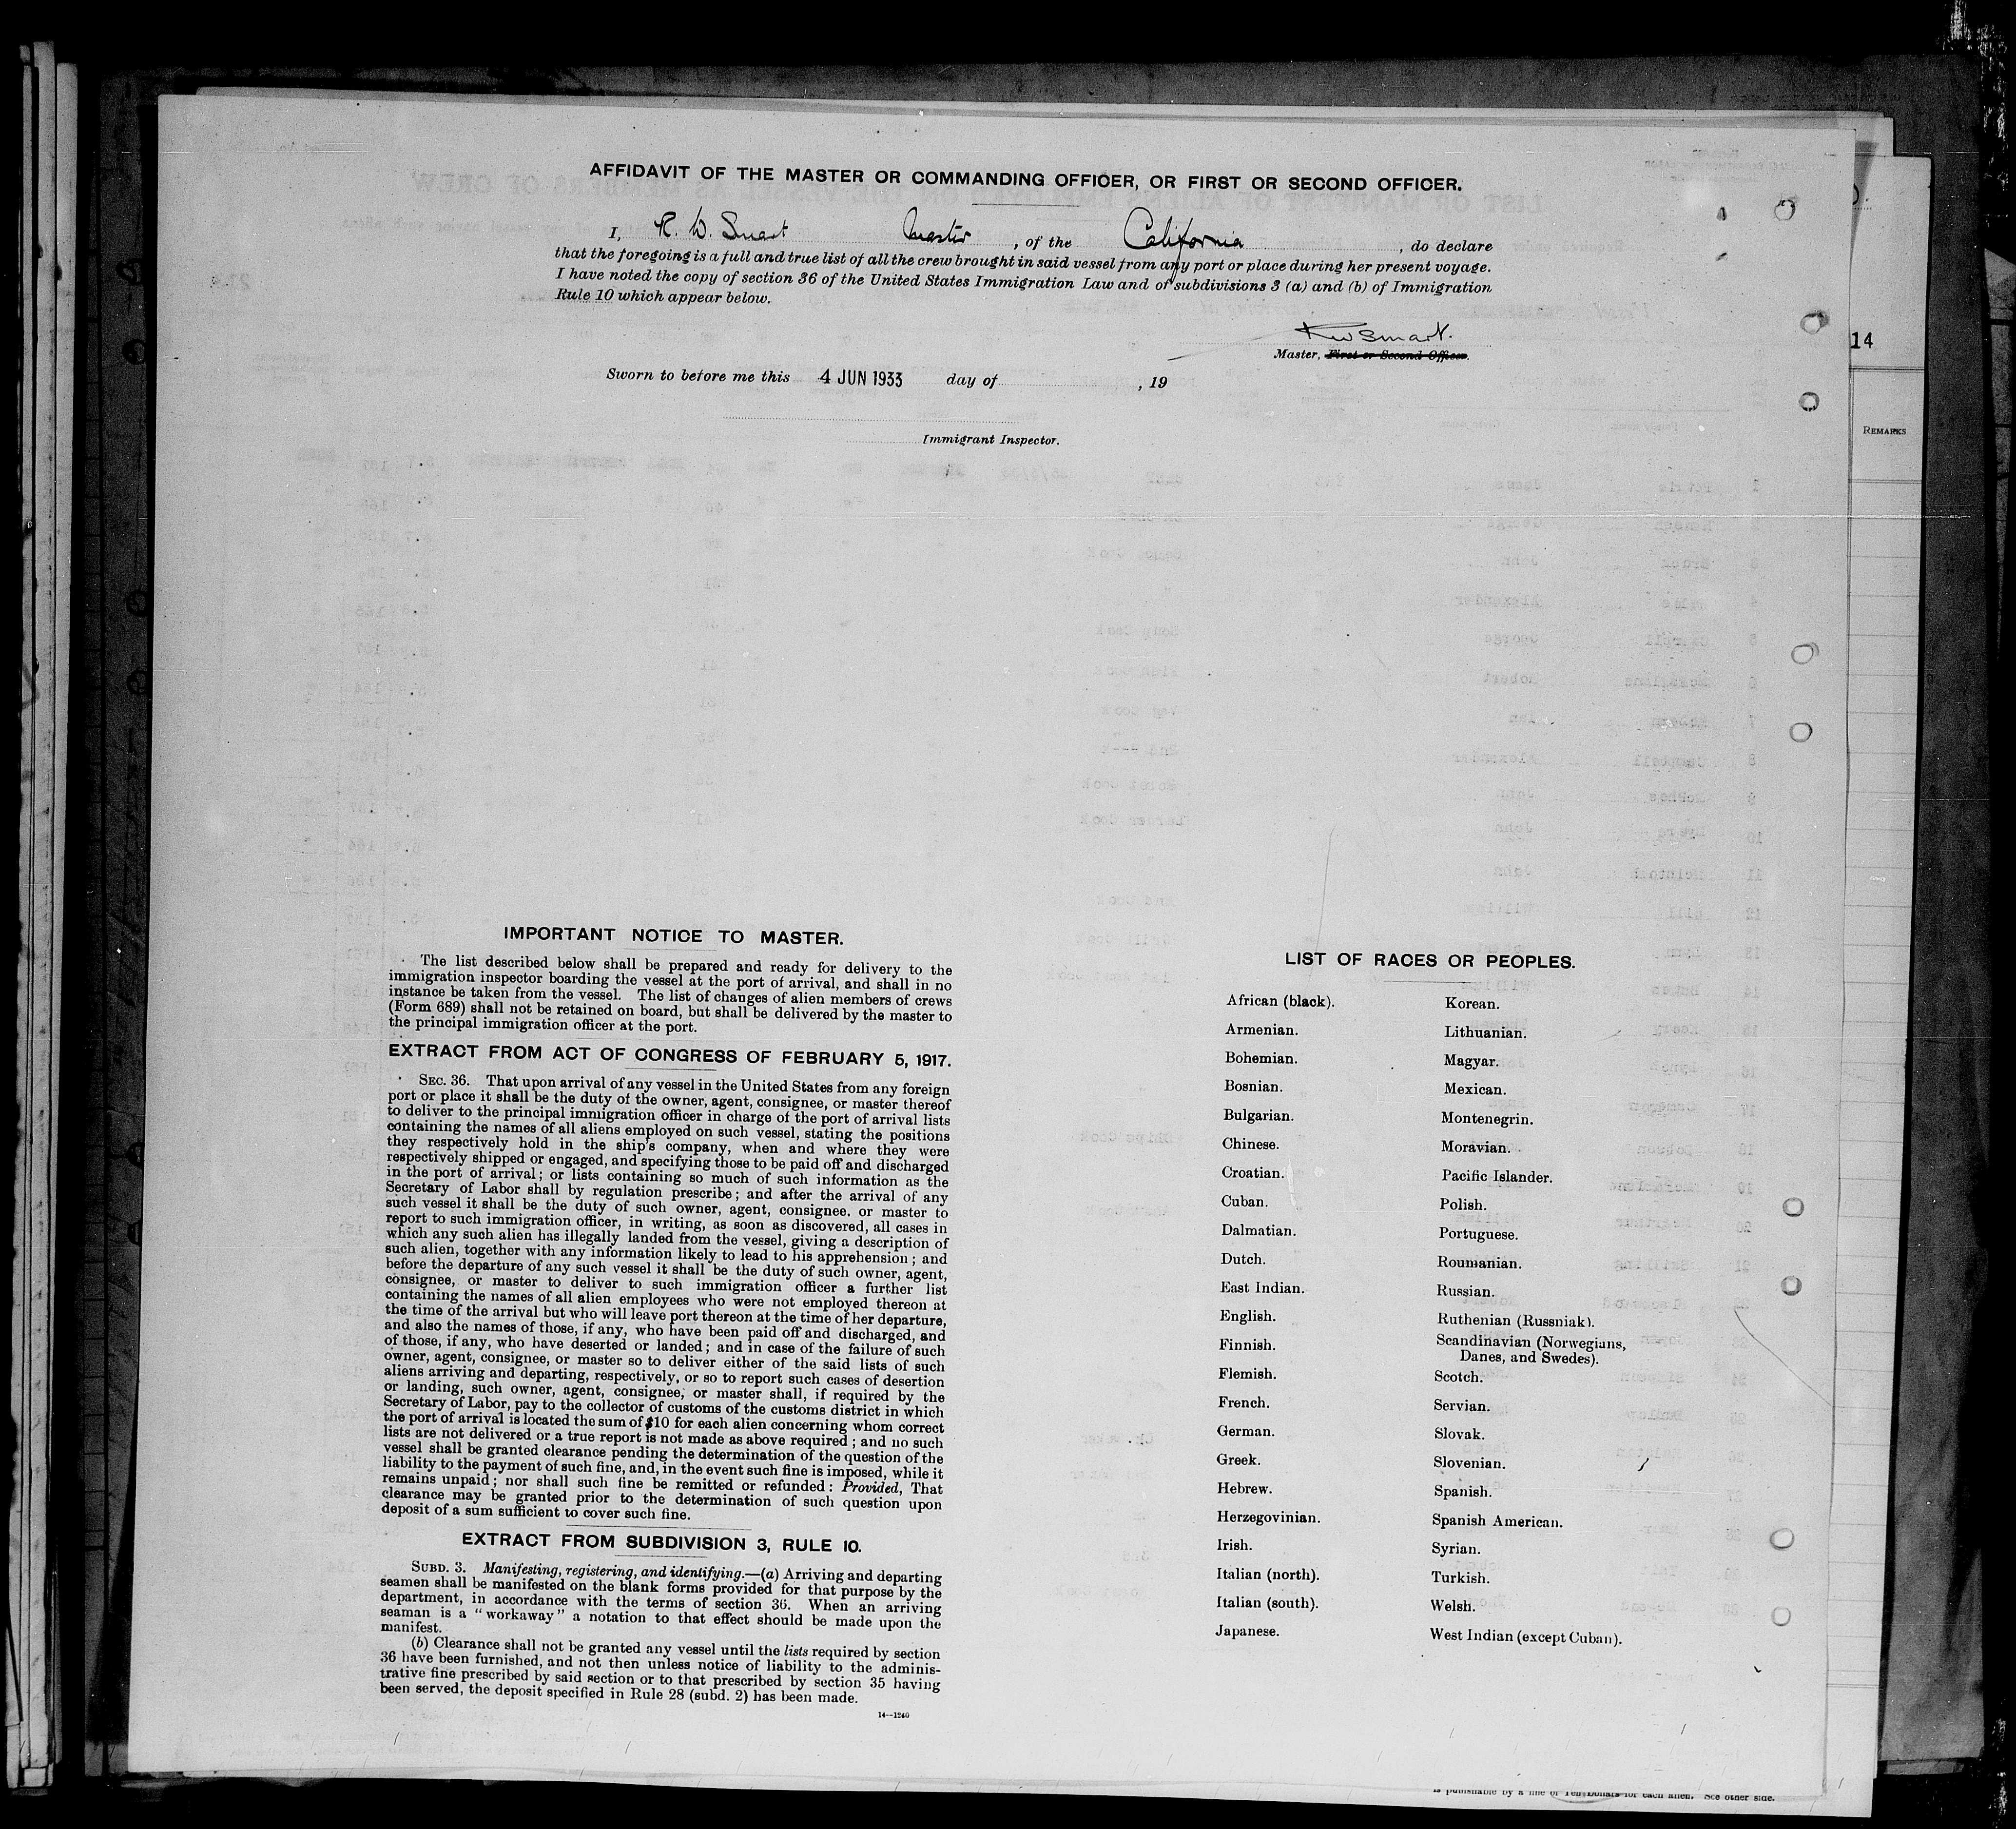 AFFIDAVIT OF THE MASTER OR COMMANDING OFFICER, OR FIRST OR SECOND OFFICER.
I, R. W. Smart Master, of the California, do declare
that the foregoing is a full and true list of all the crew brought in said vessel from any port or place during her present voyage.
I have noted the copy of section 36 of the United States Immigration Law and of subdivisions 3 (a) and (b) of Immigration
Rule 10 which appear below.
R W Smart.
Master, First or Second Officer.
Sworn to before me this 4 JUN 1933 day of , 19
Immigrant Inspector.
14
REMARKS
IMPORTANT NOTICE TO MASTER.
The list described below shall be prepared and ready for delivery to the
immigration inspector boarding the vessel at the port of arrival, and shall in no
instance be taken from the vessel. The list of changes of alien members of crews
(Form 689) shall not be retained on board, but shall be delivered by the master to
the principal immigration officer at the port.
EXTRACT FROM ACT OF CONGRESS OF FEBRUARY 5, 1917.
SEC. 36. That upon arrival of any vessel in the United States from any foreign
port or place it shall be the duty of the owner, agent, consignee, or master thereof
to deliver to the principal immigration officer in charge of the port of arrival lists
containing the names of all aliens employed on such vessel, stating the positions
they respectively hold in the ship's company, when and where they were
respectively shipped or engaged, and specifying those to be paid off and discharged
in the port of arrival; or lists containing so much of such information as the
Secretary of Labor shall by regulation prescribe; and after the arrival of any
such vessel it shall be the duty of such owner, agent, consignee. or master to
report to such immigration officer, in writing, as soon as discovered, all cases in
which any such alien has illegally landed from the vessel, giving a description of
such alien, together with any information likely to lead to his apprehension; and
before the departure of any such vessel it shall be the duty of such owner, agent,
consignee, or master to deliver to such immigration officer a further list
containing the names of all alien employees who were not employed thereon at
the time of the arrival but who will leave port thereon at the time of her departure,
and also the names of those, if any, who have been paid off and discharged, and
of those, if any, who have deserted or landed; and in case of the failure of such
owner, agent, consignee, or master so to deliver either of the said lists of such
aliens arriving and departing, respectively, or so to report such cases of desertion
or landing, such owner, agent, consignee, or master shall, if required by the
Secretary of Labor, pay to the collector of customs of the customs district in which
the port of arrival is located the sum of $10 for each alien concerning whom correct
lists are not delivered or a true report is not made as above required; and no such
vessel shall be granted clearance pending the determination of the question of the
liability to the payment of such fine, and, in the event such fine is imposed, while it
remains unpaid; nor shall such fine be remitted or refunded: Provided, That
clearance may be granted prior to the determination of such question upon
deposit of a sum sufficient to cover such fine.
EXTRACT FROM SUBDIVISION 3, RULE 10.
SUBD. 3. Manifesting, registering, and identifying.—(a) Arriving and departing
seamen shall be manifested on the blank forms provided for that purpose by the
department, in accordance with the terms of section 36. When an arriving
seaman is a "workaway" a notation to that effect should be made upon the
manifest.
(b) Clearance shall not be granted any vessel until the lists required by section
36 have been furnished, and not then unless notice of liability to the adminis-
trative fine prescribed by said section or to that prescribed by section 35 having
been served, the deposit specified in Rule 28 (subd. 2) has been made.
14—1240
LIST OF RACES OR PEOPLES.
African (black).
Armenian.
Bohemian.
Bosnian.
Bulgarian.
Chinese.
Croatian.
Cuban.
Dalmatian.
Dutch.
East Indian.
English.
Finnish.
Flemish.
French.
German.
Greek.
Hebrew.
Herzegovinian.
Irish.
Italian (north).
Italian (south).
Japanese.
Korean.
Lithuanian.
Magyar.
Mexican.
Montenegrin.
Moravian.
Pacific Islander.
Polish.
Portuguese.
Roumanian.
Russian.
Ruthenian (Russniak).
Scandinavian (Norwegians,
Danes, and Swedes).
Scotch.
Servian.
Slovak.
Slovenian.
Spanish.
Spanish American.
Syrian.
Turkish.
Welsh.
West Indian (except Cuban).
is punishable by a fine of Ten Dollars for each alien. See other side.